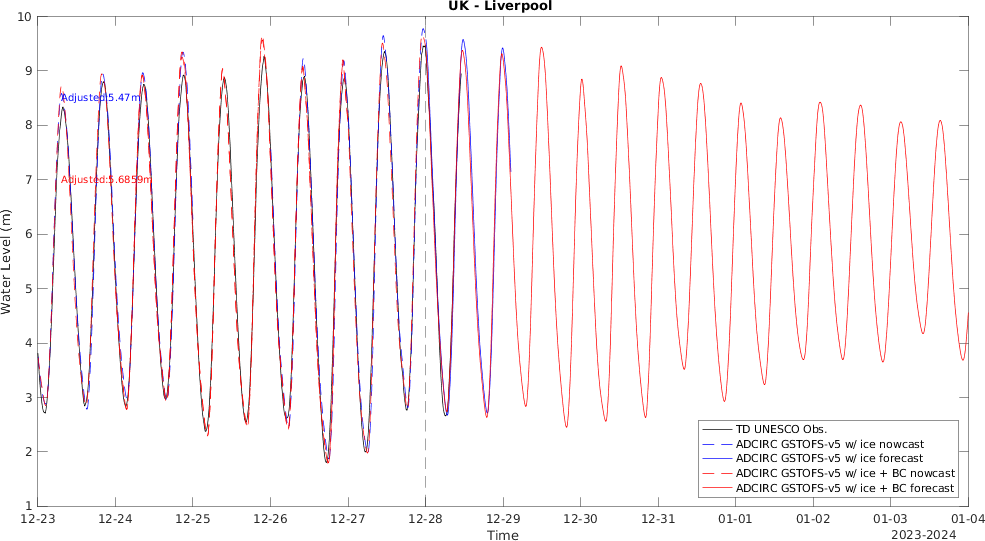 UK - Liverpool
10
9
8
7
6
5
4
3
2
1
Water Level (m)
Adjusted:5.47m
Adjusted:5.6859m
TD UNESCO Obs.
ADCIRC GSTOFS-v5 w/ ice nowcast
ADCIRC GSTOFS-v5 w/ ice forecast
ADCIRC GSTOFS-v5 w/ ice + BC nowcast
ADCIRC GSTOFS-v5 w/ ice + BC forecast
12-23 12-24 12-25 12-26 12-27 12-28 12-29 12-30 12-31 01-01 01-02 01-03 01-04
Time
2023-2024